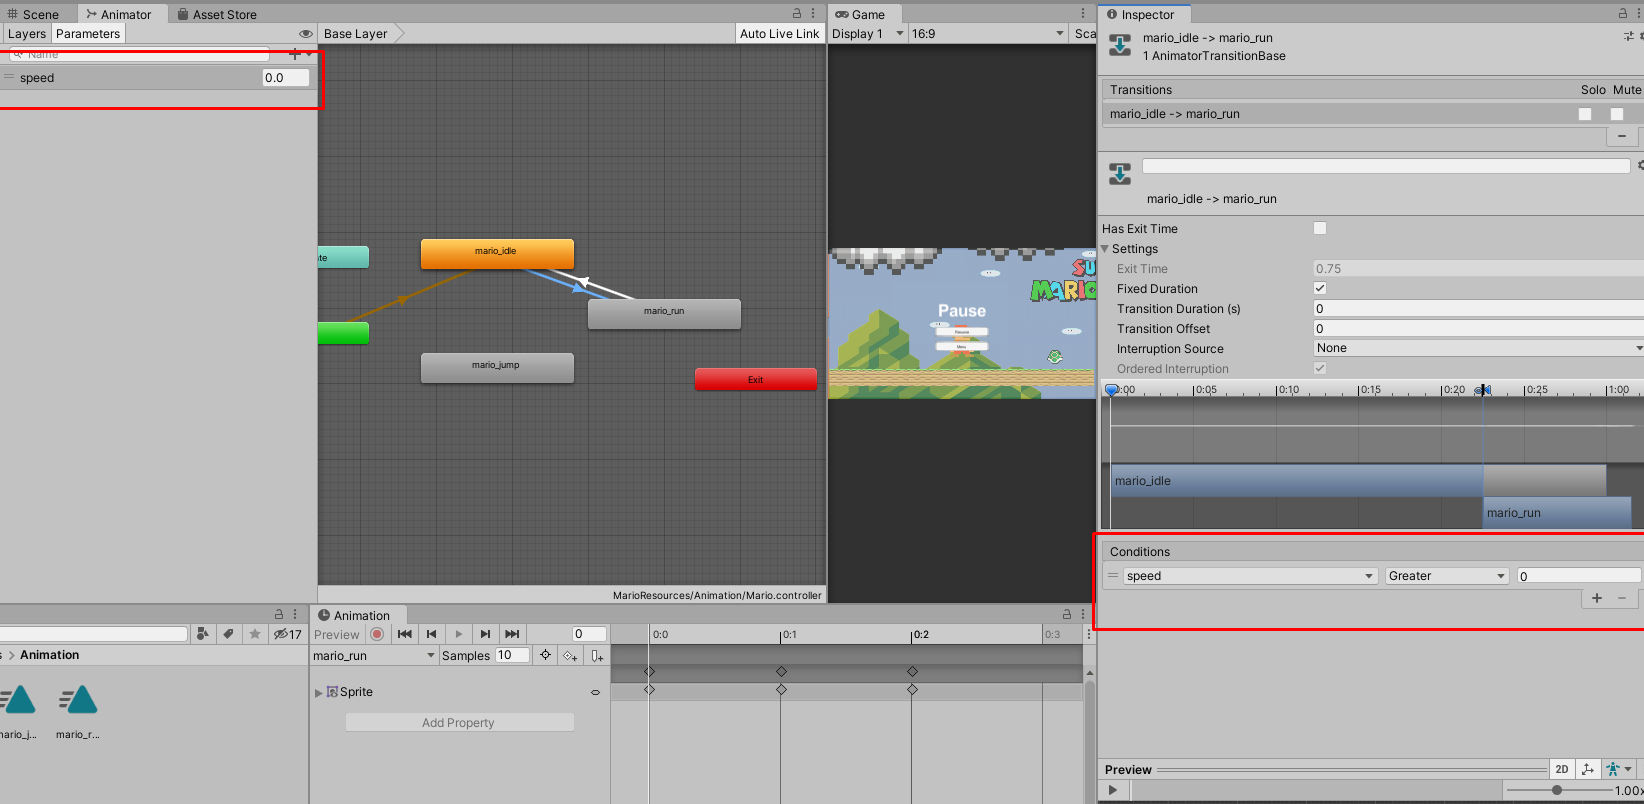 Scene Animator Asset Store
Layers Parameters
Base Layer
Auto Live Link
Name
speed 0.0
mario_idle
mario_run
mario_jump
Exit
MarioResources/Animation/Mario.controller
Game
Display 1 16:9
Pause
Inspector
mario_idle -> mario_run
1 AnimatorTransitionBase
Transitions Solo Mute
mario_idle -> mario_run
mario_idle -> mario_run
Has Exit Time
Settings
Exit Time 0.75
Fixed Duration
Transition Duration (s) 0
Transition Offset 0
Interruption Source None
Ordered Interruption
0:05 0:10 0:15 0:20 0:25 1:00
mario_idle
mario_run
Conditions
speed Greater 0
Preview 2D
1.00x
17
> Animation
mario_j...
mario_r...
Animation
Preview 0
0:0 0:1 0:2 0:3
mario_run Samples 10
Sprite
Add Property